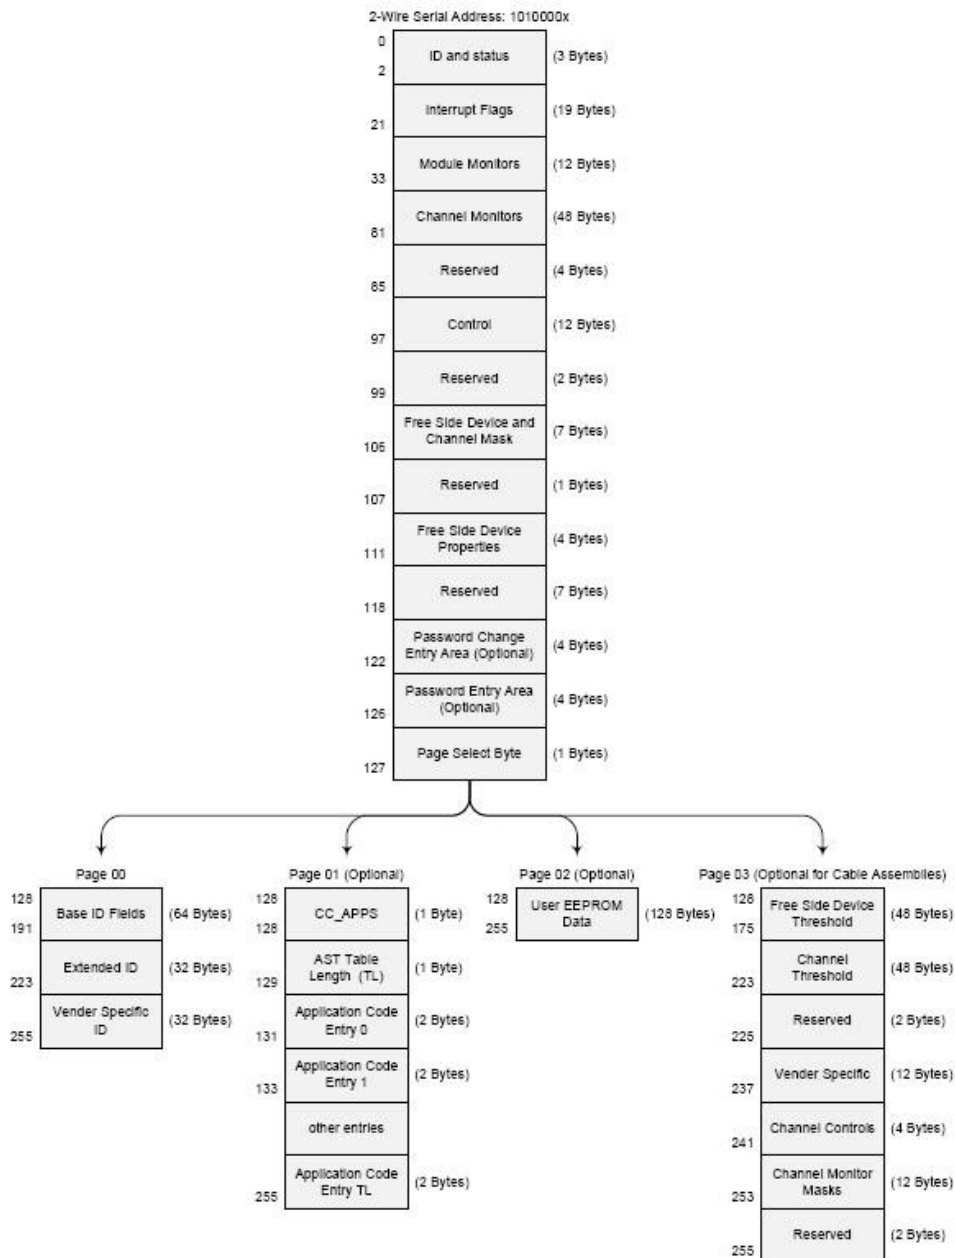 2-Wire Serial Address: 1010000x
0
ID and status
(3 Bytes)
2
Interrupt Flags
(19 Bytes)
21
Module Monitors
(12 Bytes)
33
Channel Monitors
(48 Bytes)
81
Reserved
(4 Bytes)
85
Control
(12 Bytes)
97
Reserved
(2 Bytes)
99
Free Side Device and
Channel Mask
(7 Bytes)
106
Reserved
(1 Bytes)
107
Free Side Device
Properties
(4 Bytes)
111
Reserved
(7 Bytes)
118
Password Change
Entry Area (Optional)
(4 Bytes)
122
Password Entry Area
(Optional)
(4 Bytes)
126
Page Select Byte
(1 Bytes)
127
Page 00
128
Base ID Fields
(64 Bytes)
191
Extended ID
(32 Bytes)
223
Vender Specific
ID
(32 Bytes)
255
Page 01 (Optional)
128
CC_APPS
(1 Byte)
128
AST Table
Length (TL)
(1 Byte)
129
Application Code
Entry 0
(2 Bytes)
131
Application Code
Entry 1
(2 Bytes)
133
other entries
Application Code
Entry TL
(2 Bytes)
255
Page 02 (Optional)
128
User EEPROM
Data
(128 Bytes)
255
Page 03 (Optional for Cable Assemblies)
128
Free Side Device
Threshold
(48 Bytes)
175
Channel
Threshold
(48 Bytes)
223
Reserved
(2 Bytes)
225
Vender Specific
(12 Bytes)
237
Channel Controls
(4 Bytes)
241
Channel Monitor
Masks
(12 Bytes)
253
Reserved
(2 Bytes)
255